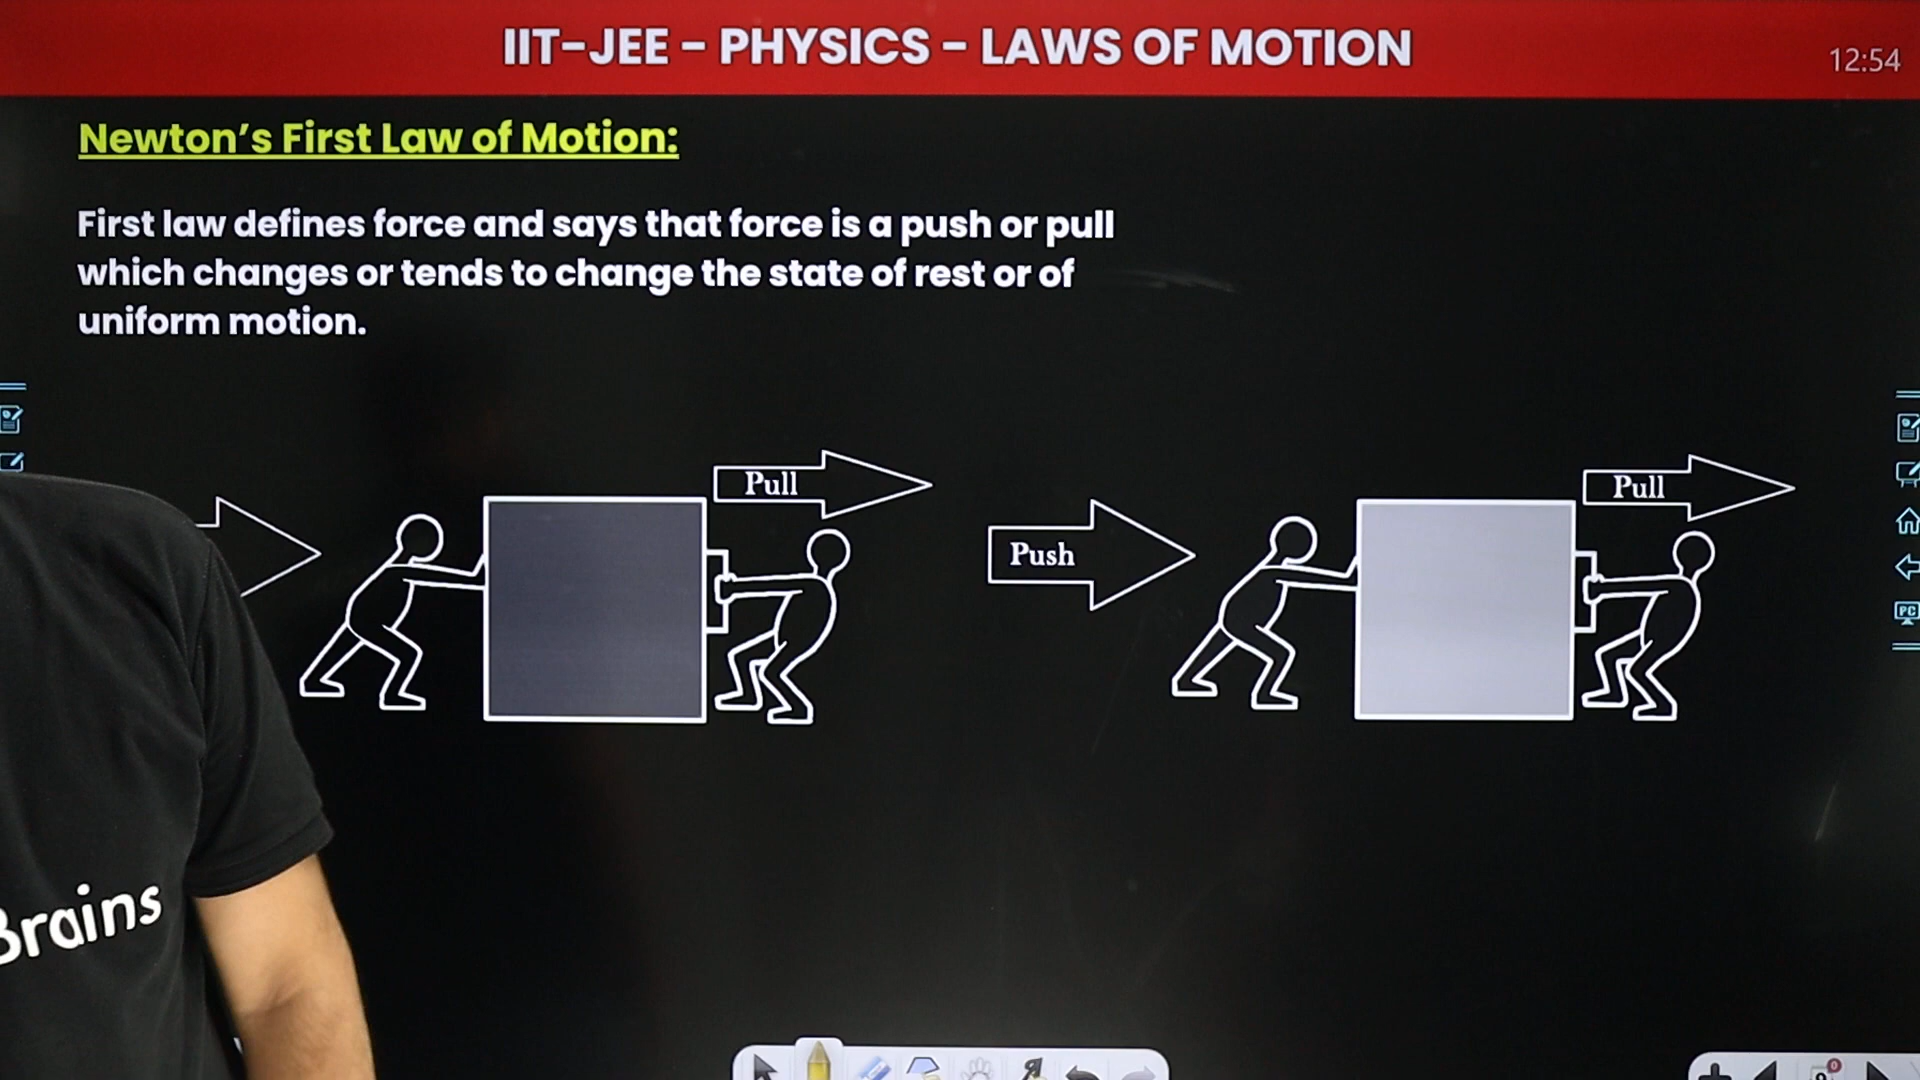 IIT-JEE - PHYSICS - LAWS OF MOTION
12:54
Newton's First Law of Motion:
First law defines force and says that force is a push or pull
which changes or tends to change the state of rest or of
uniform motion.
Pull
Pull
Push
PC
Brains